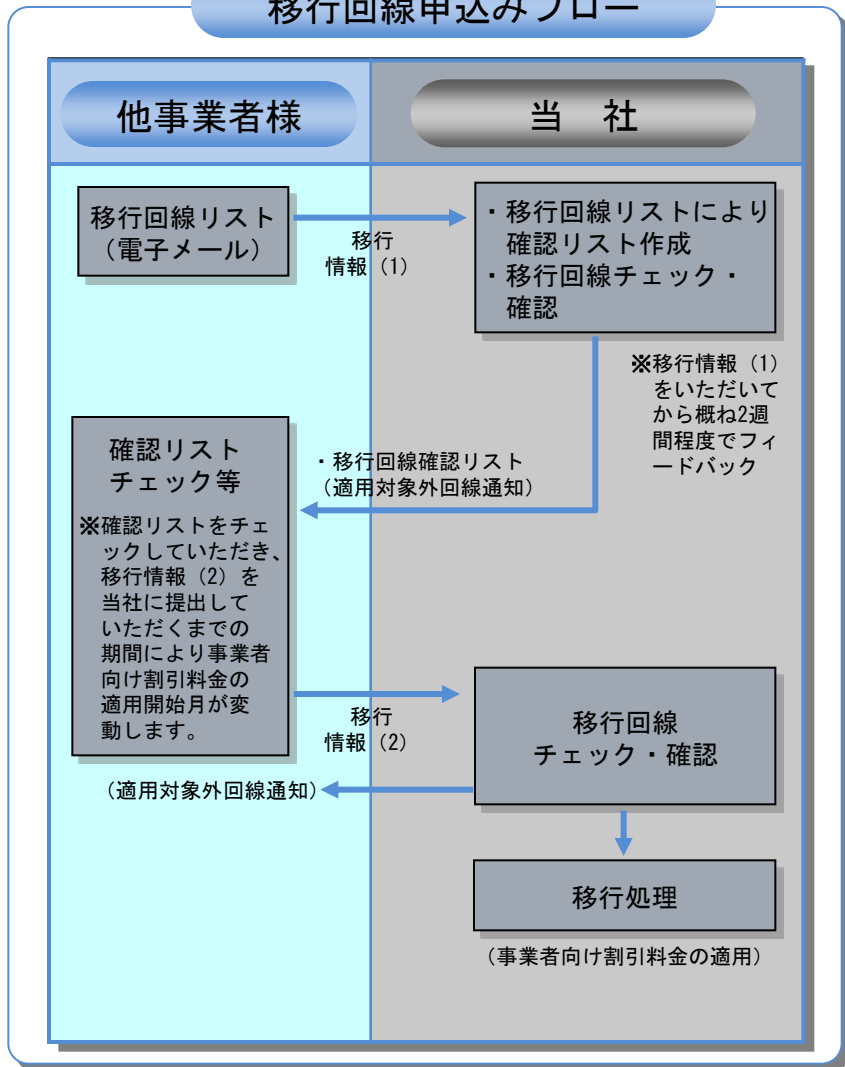 移行回線申込みフロー
他事業者様
当　社
移行回線リスト
（電子メール）
移行
情報（1）
・移行回線リストにより
確認リスト作成
・移行回線チェック・
確認
※移行情報（1）
をいただいて
から概ね2週
間程度でフィ
ードバック
確認リスト
チェック等
※確認リストをチェ
ックしていただき、
移行情報（2）を
当社に提出して
いただくまでの
期間により事業者
向け割引料金の
適用開始月が変
動します。
・移行回線確認リスト
（適用対象外回線通知）
移行
情報（2）
移行回線
チェック・確認
（適用対象外回線通知）
移行処理
（事業者向け割引料金の適用）